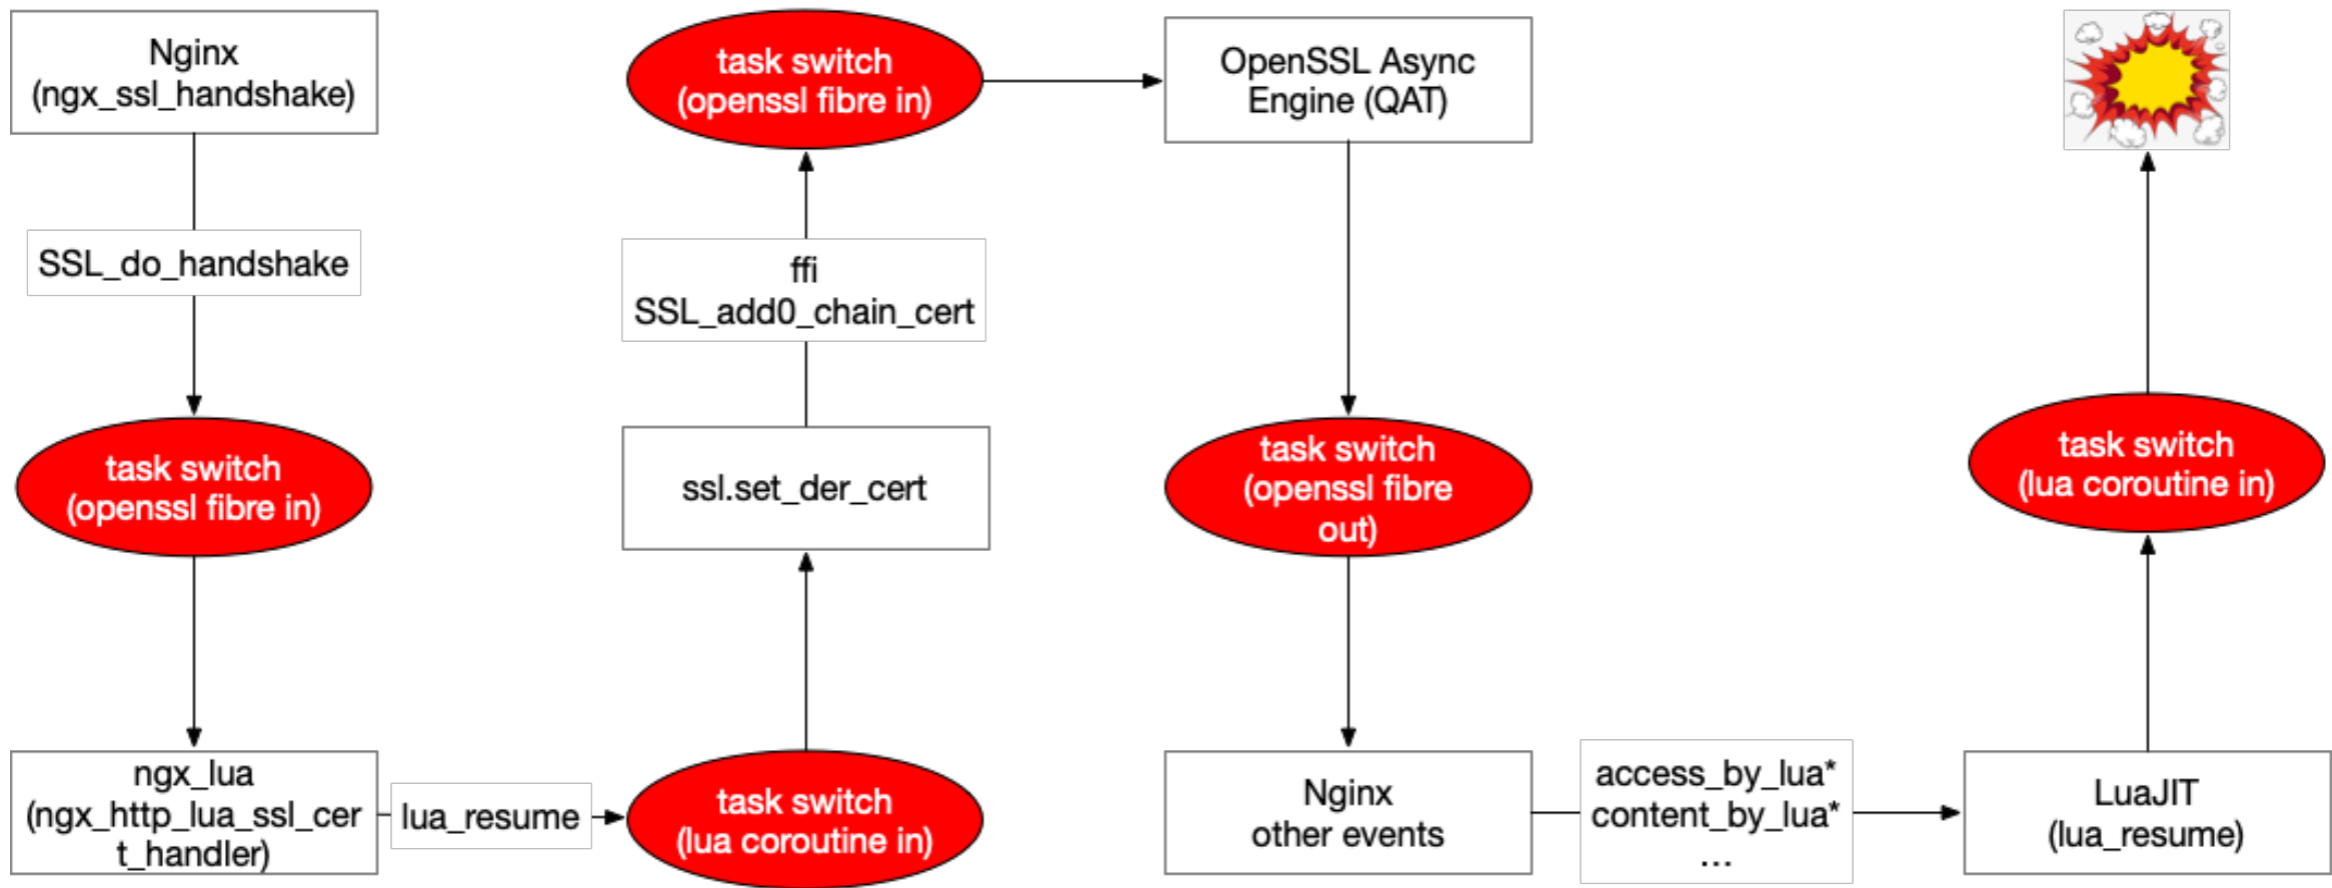 Nginx
(ngx_ssl_handshake)
SSL_do_handshake
task switch
(openssl fibre in)
ngx_lua
(ngx_http_lua_ssl_cer
t_handler)
lua_resume
task switch
(lua coroutine in)
ssl.set_der_cert
ffi
SSL_add0_chain_cert
task switch
(openssl fibre in)
OpenSSL Async
Engine (QAT)
task switch
(openssl fibre
out)
Nginx
other events
access_by_lua*
content_by_lua*
...
LuaJIT
(lua_resume)
task switch
(lua coroutine in)